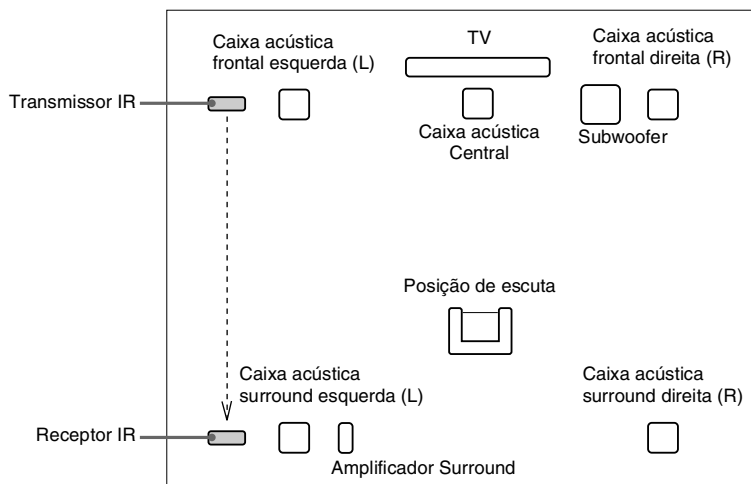 Caixa acústica
frontal esquerda (L)
TV
Caixa acústica
frontal direita (R)
Transmissor IR
Caixa acústica
Central
Subwoofer
Posição de escuta
Caixa acústica
surround esquerda (L)
Caixa acústica
surround direita (R)
Receptor IR
Amplificador Surround